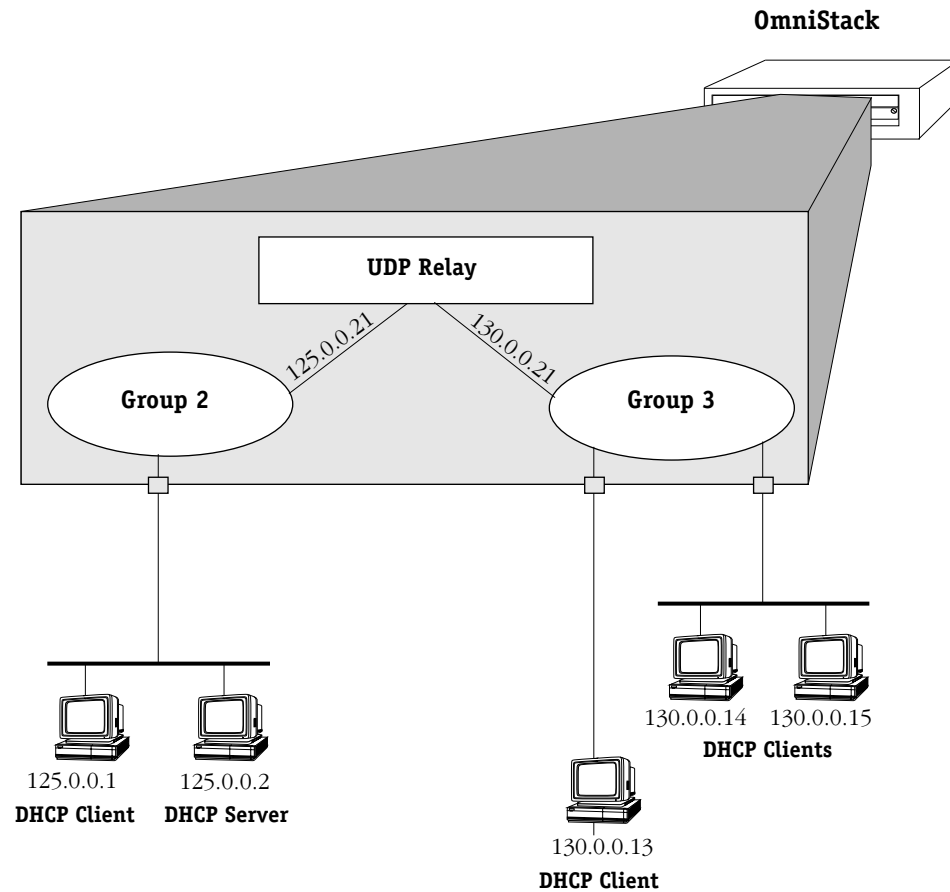 OmniStack
UDP Relay
125.0.0.21
130.0.0.21
Group 2
Group 3
130.0.0.14
130.0.0.15
DHCP Clients
125.0.0.1
125.0.0.2
DHCP Client
DHCP Server
130.0.0.13
DHCP Client